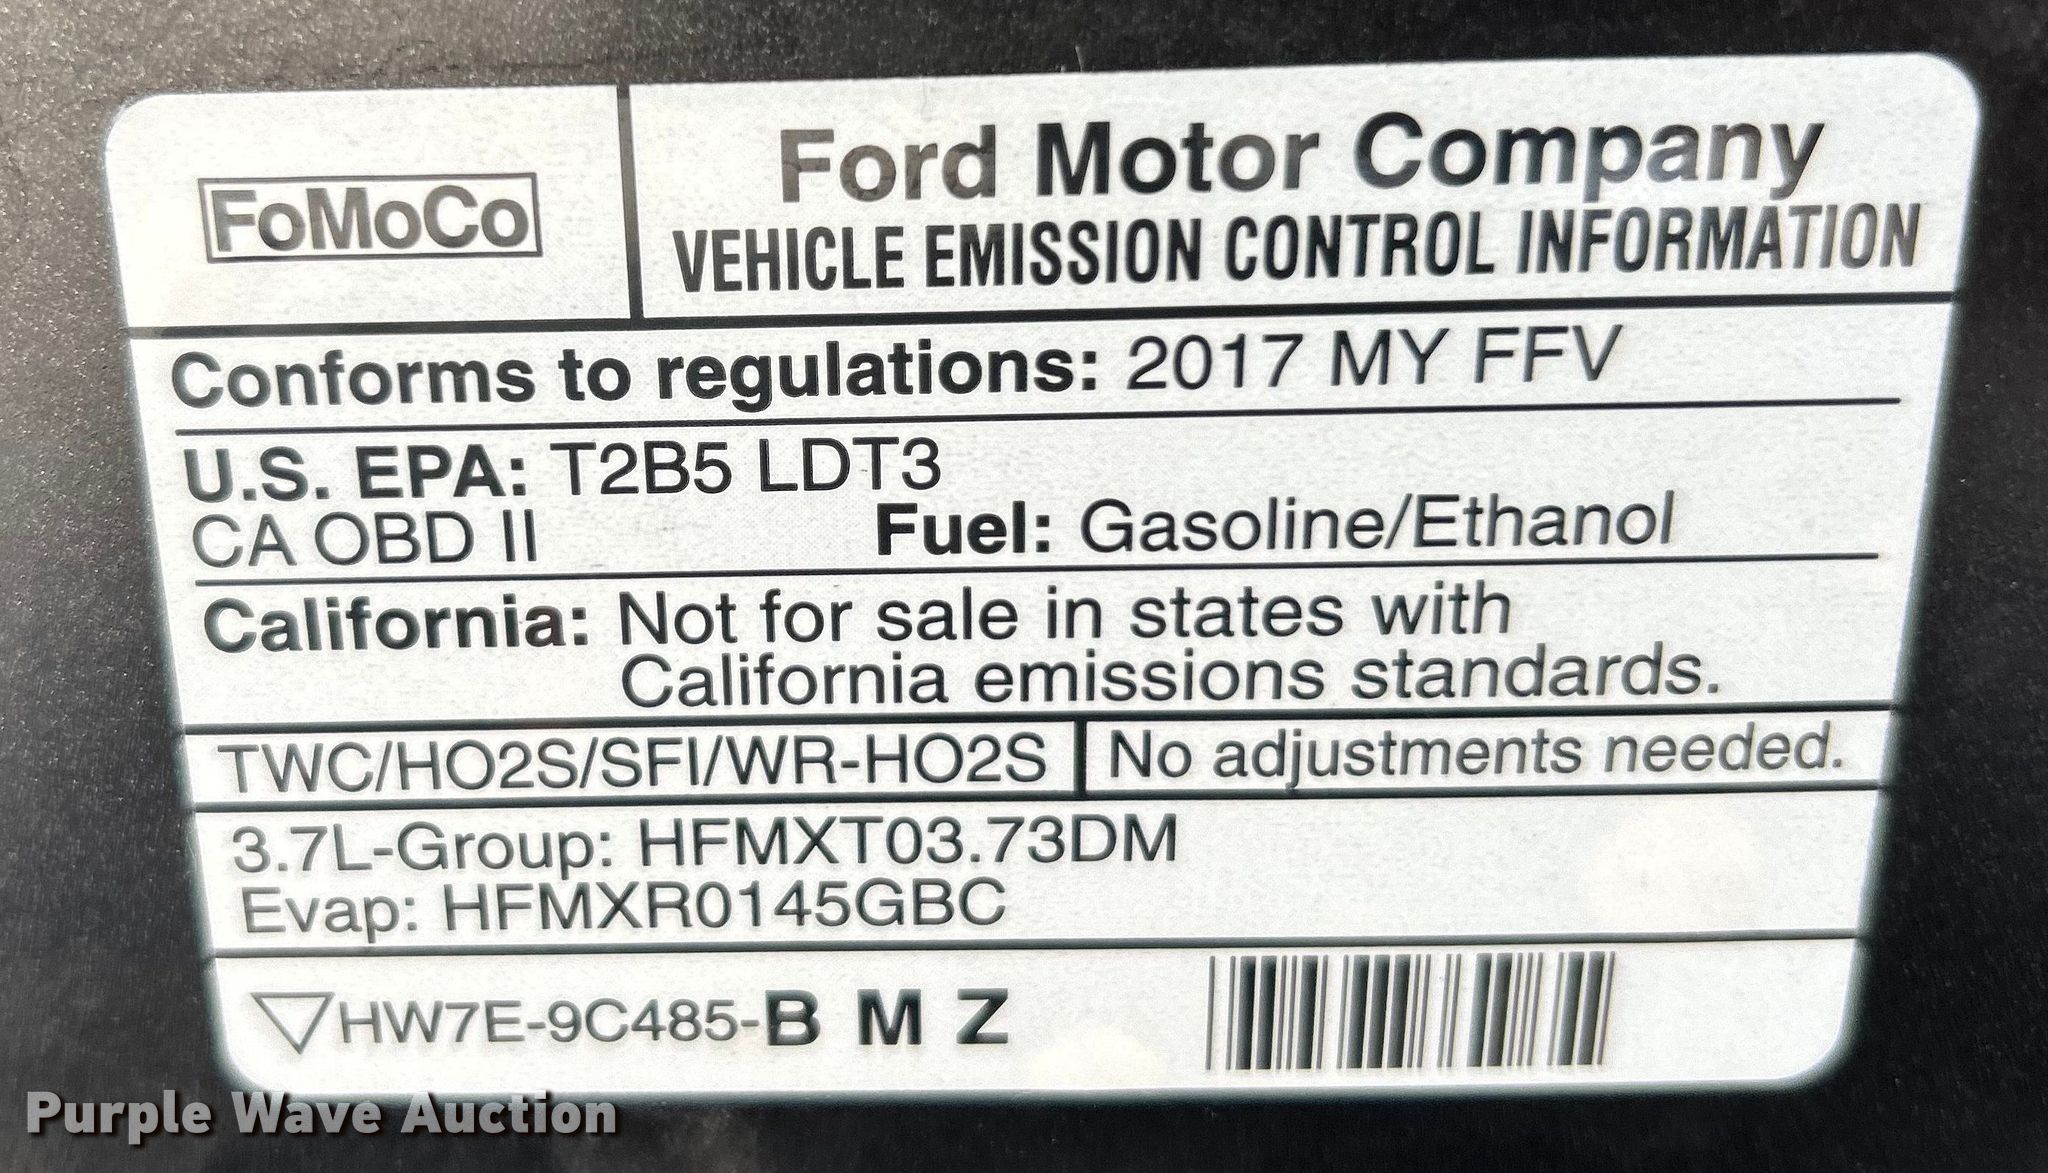 FoMoCo
Ford Motor Company
VEHICLE EMISSION CONTROL INFORMATION
Conforms to regulations: 2017 MY FFV
U.S. EPA: T2B5 LDT3
CA OBD II Fuel: Gasoline/Ethanol
California: Not for sale in states with
California emissions standards.
TWC/HO2S/SFI/WR-HO2S No adjustments needed.
3.7L-Group: HFMXT03.73DM
Evap: HFMXR0145GBC
HW7E-9C485-B M Z
Purple Wave Auction